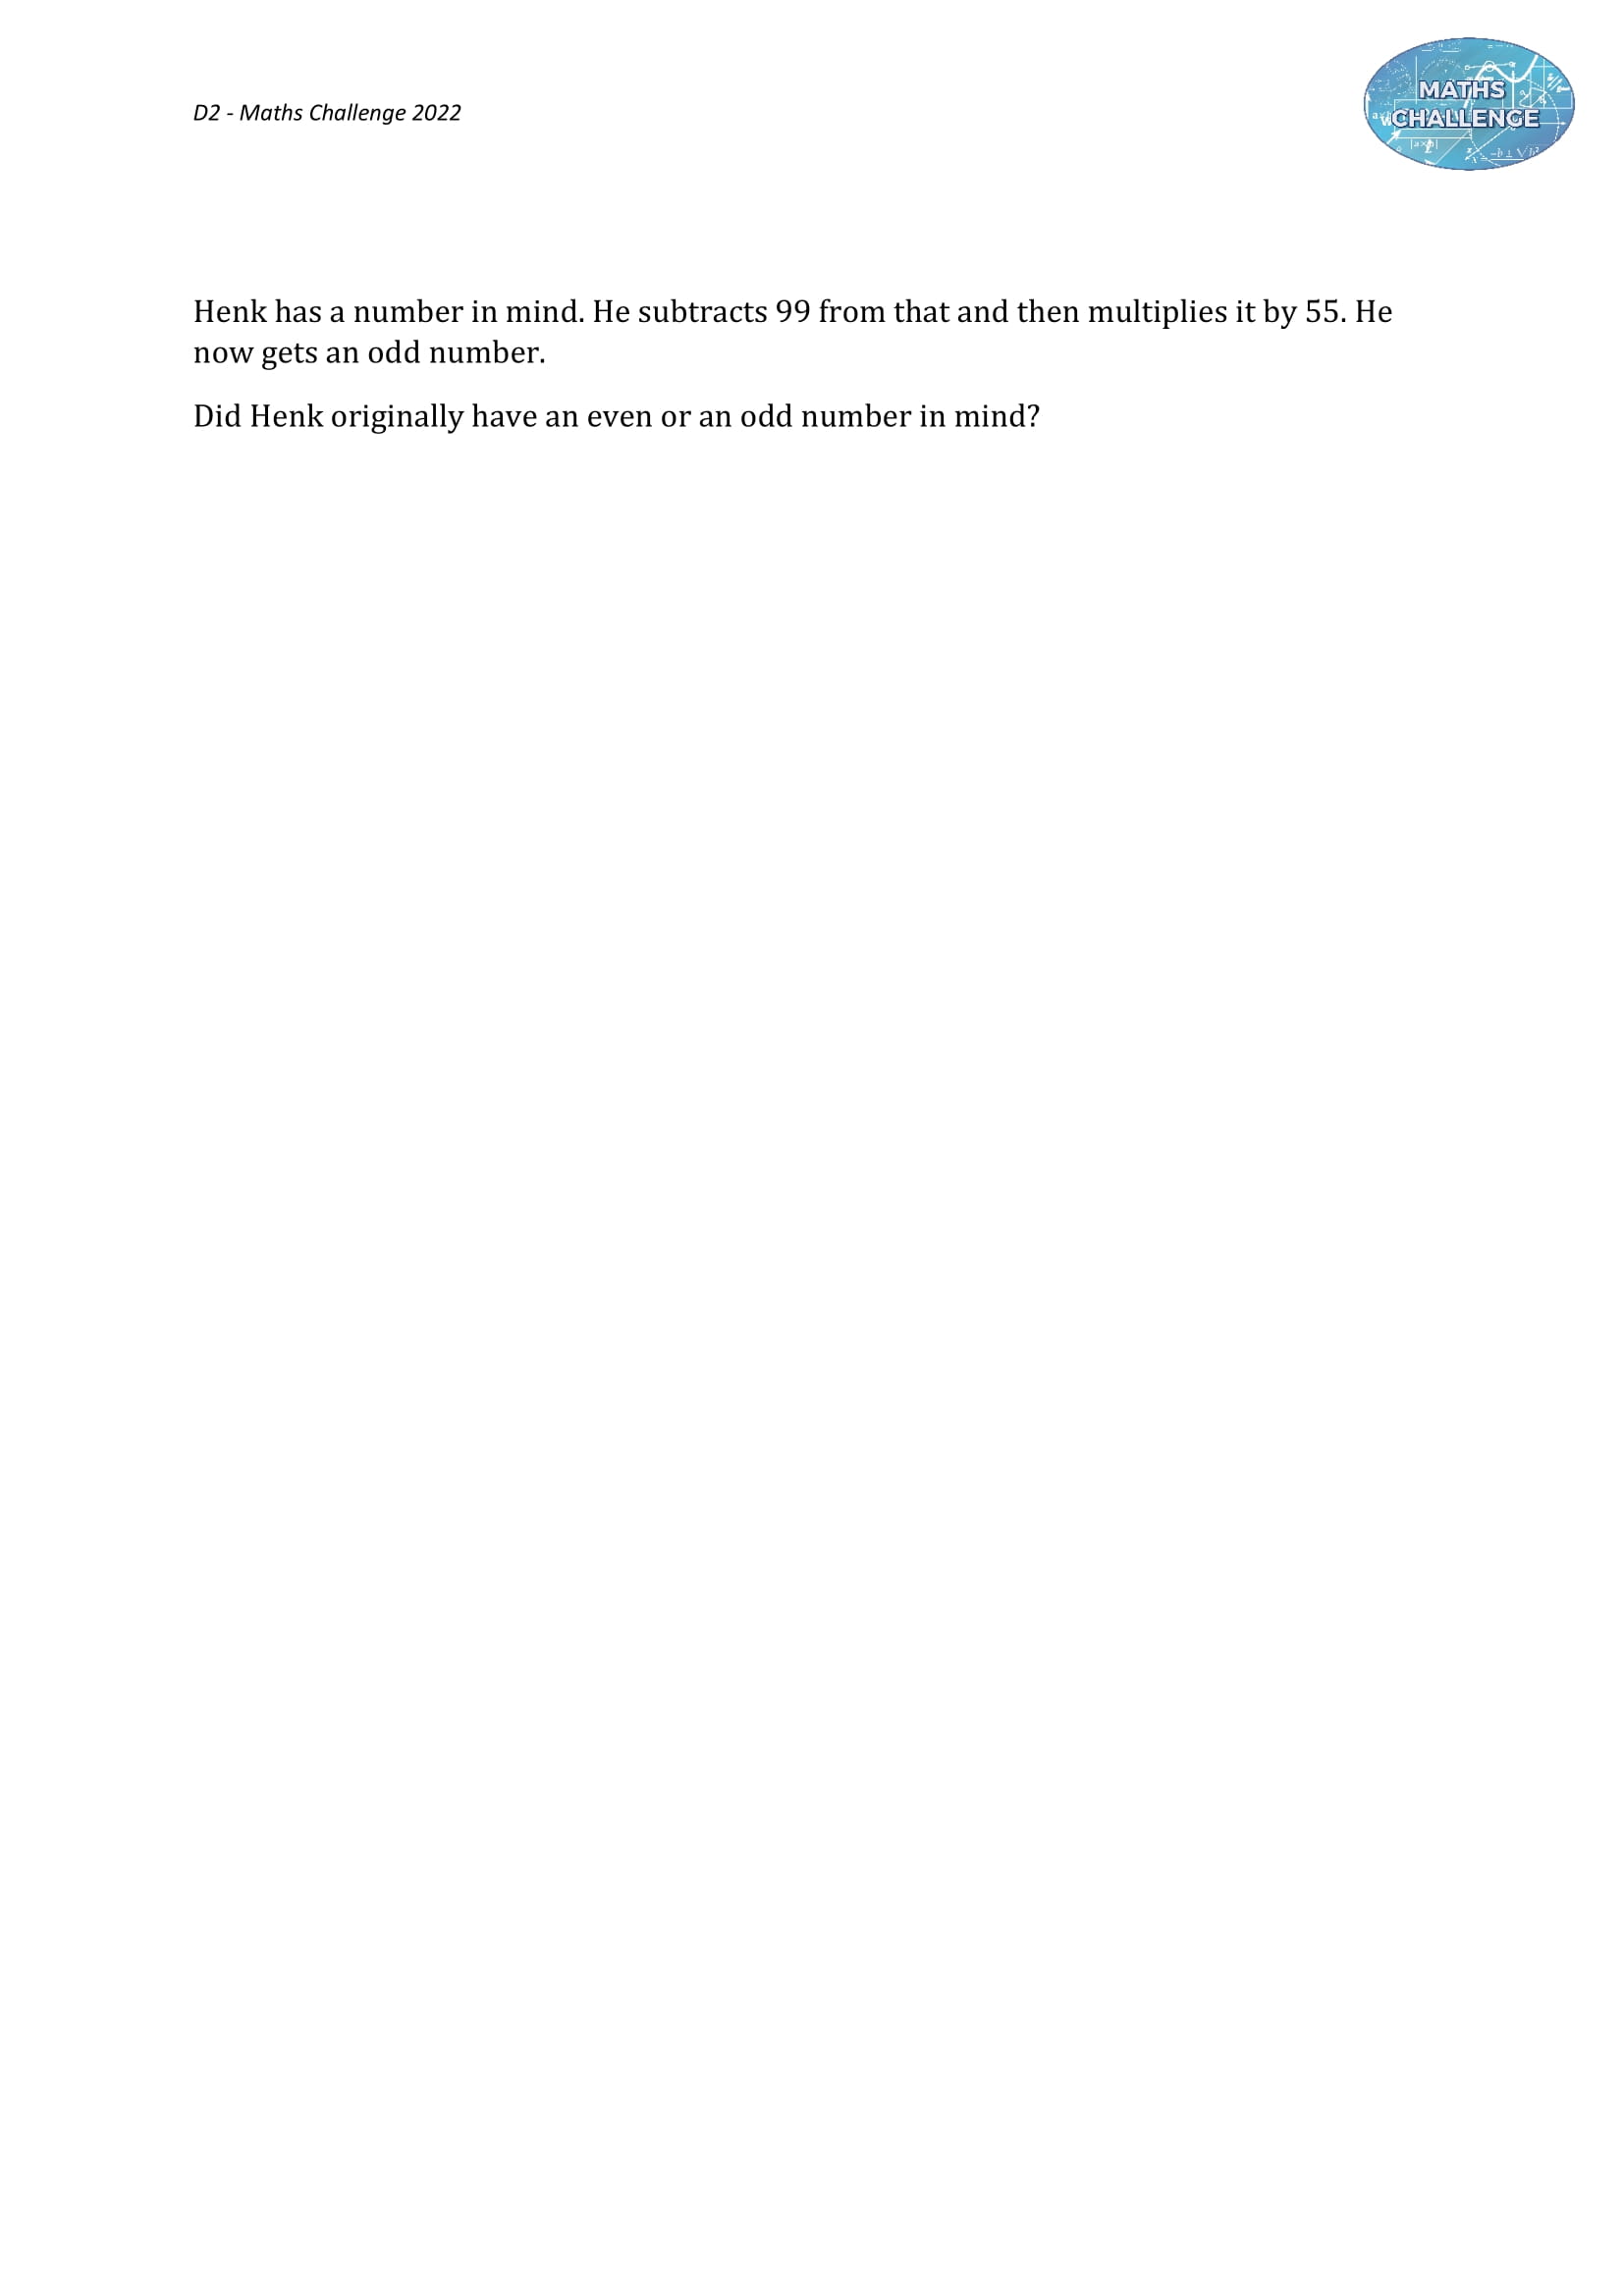 D2 - Maths Challenge 2022
MATHS
CHALLENGE
Henk has a number in mind. He subtracts 99 from that and then multiplies it by 55. He
now gets an odd number.
Did Henk originally have an even or an odd number in mind?